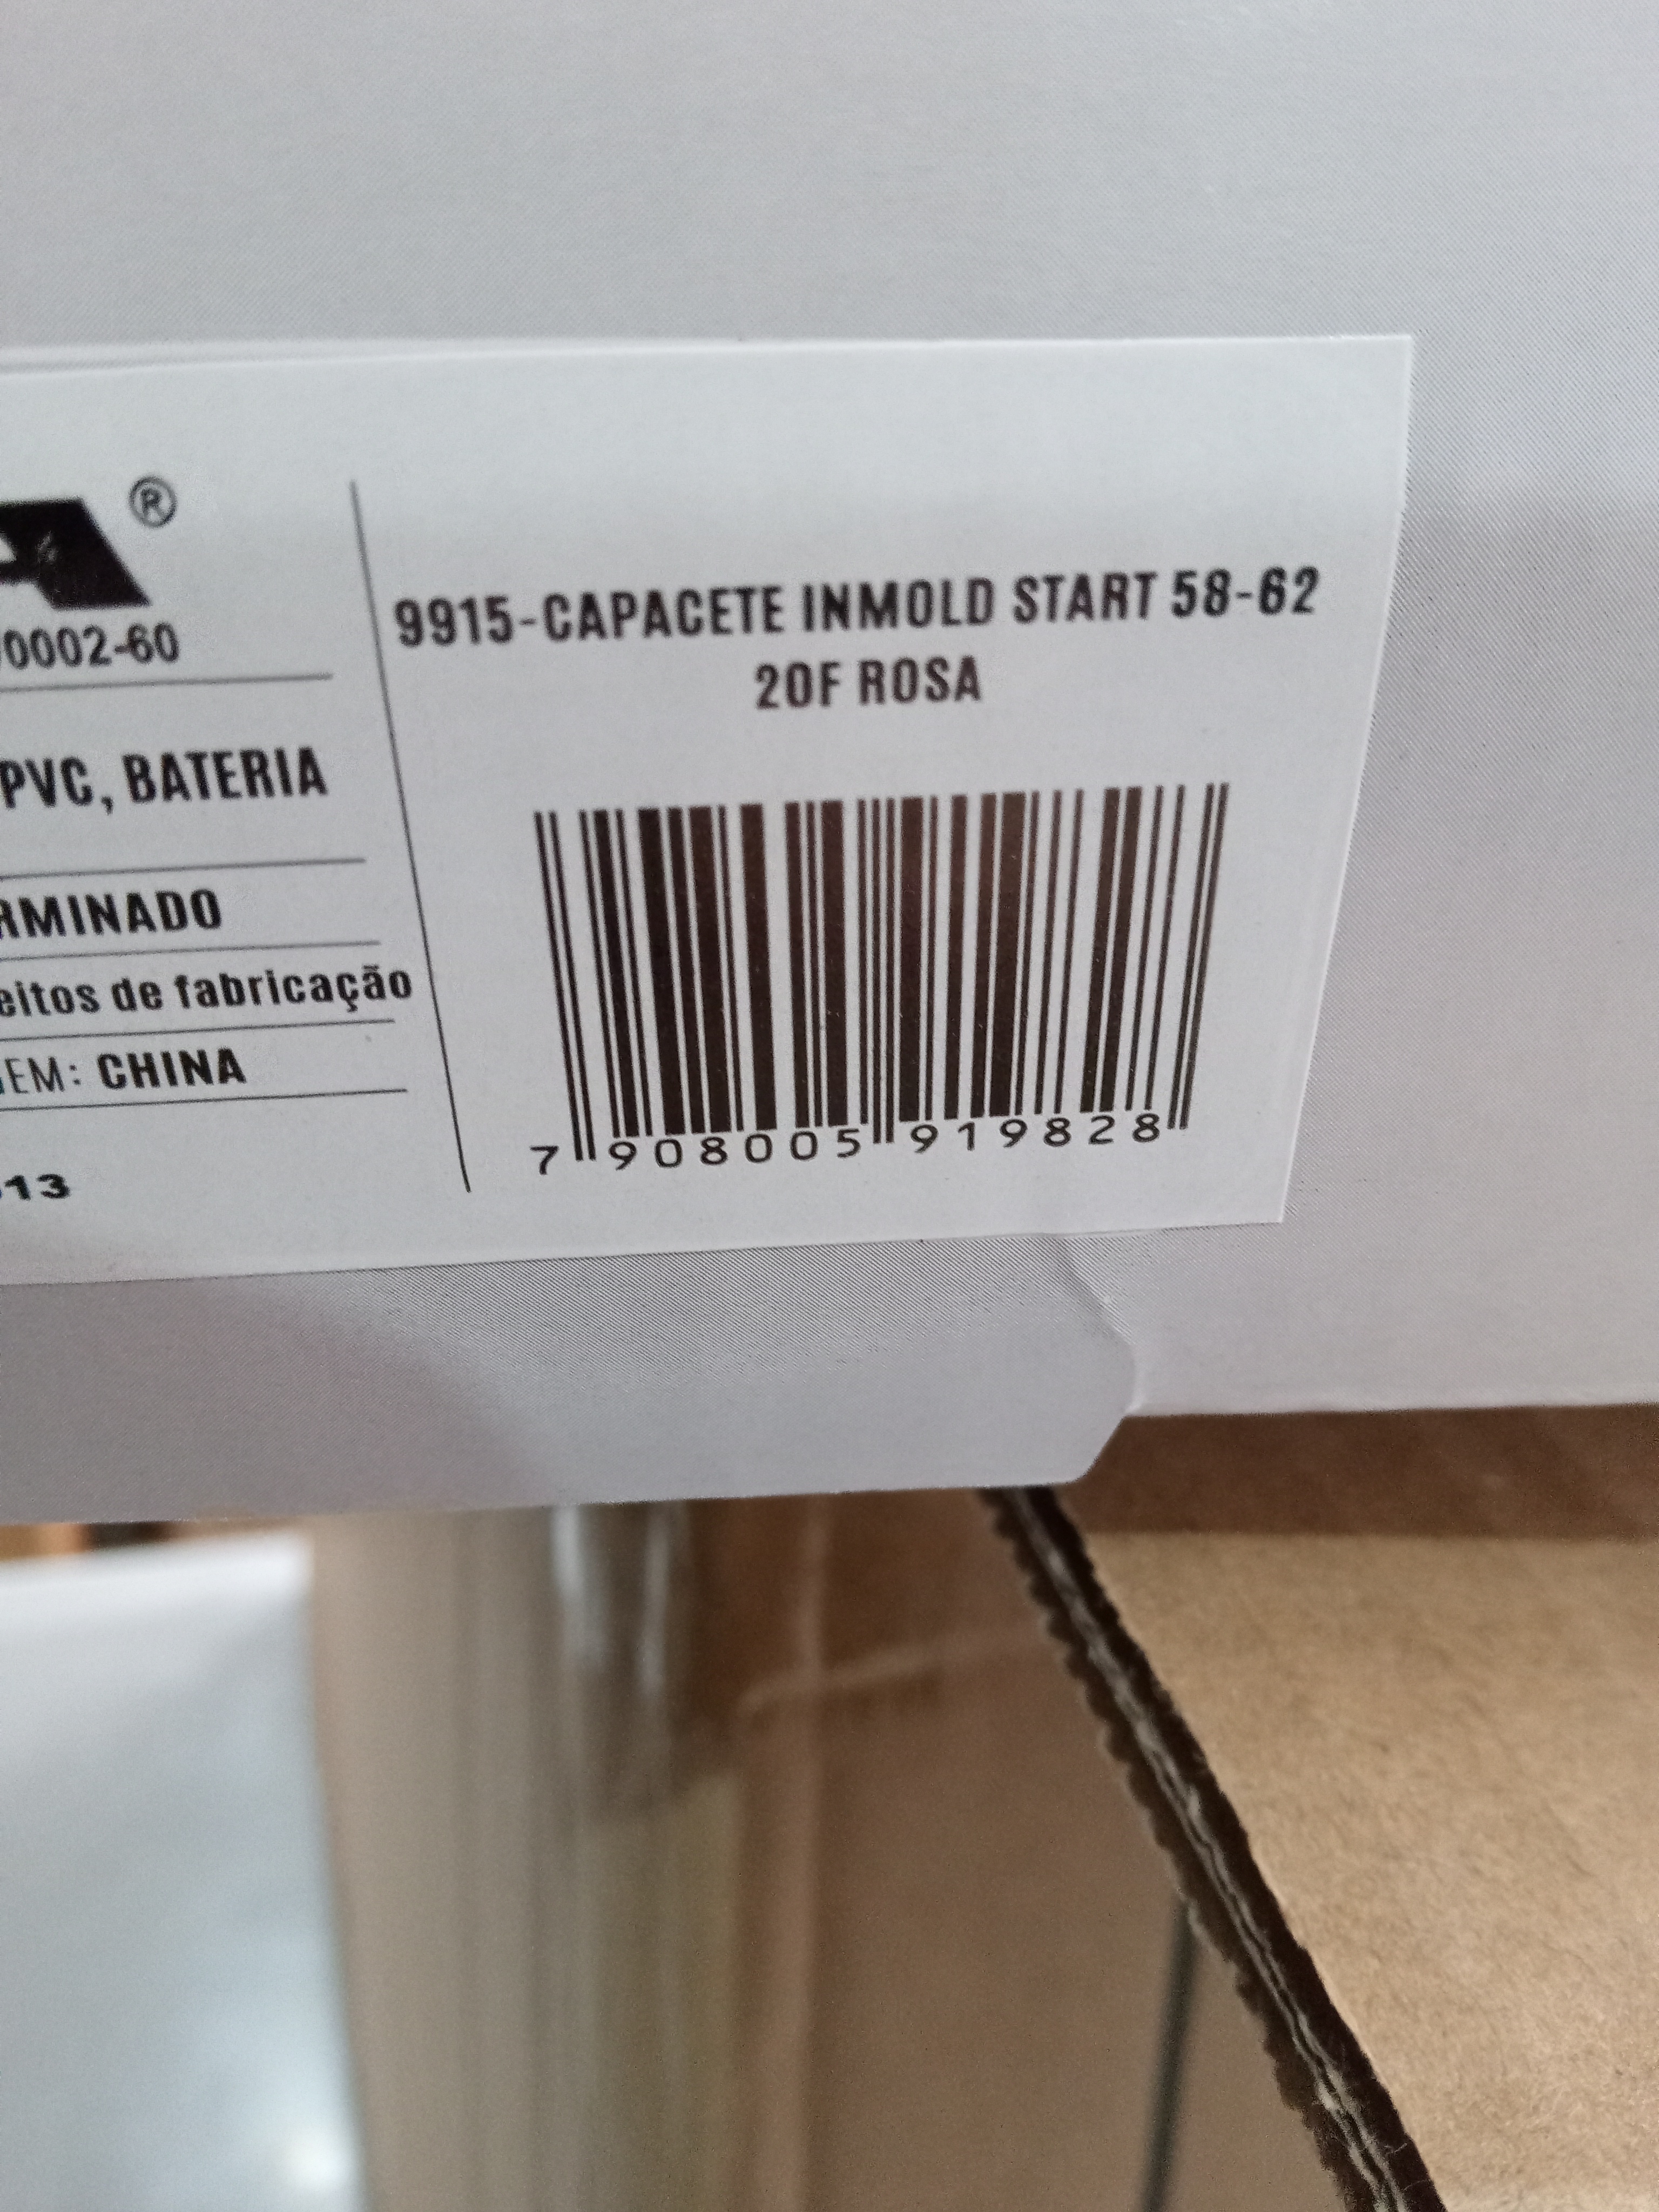 A®
0002-60
PVC, BATERIA
RMINADO
eitos de fabricação
EM: CHINA
13
9915-CAPACETE INMOLD START 58-62
20F ROSA
7 908005 919828